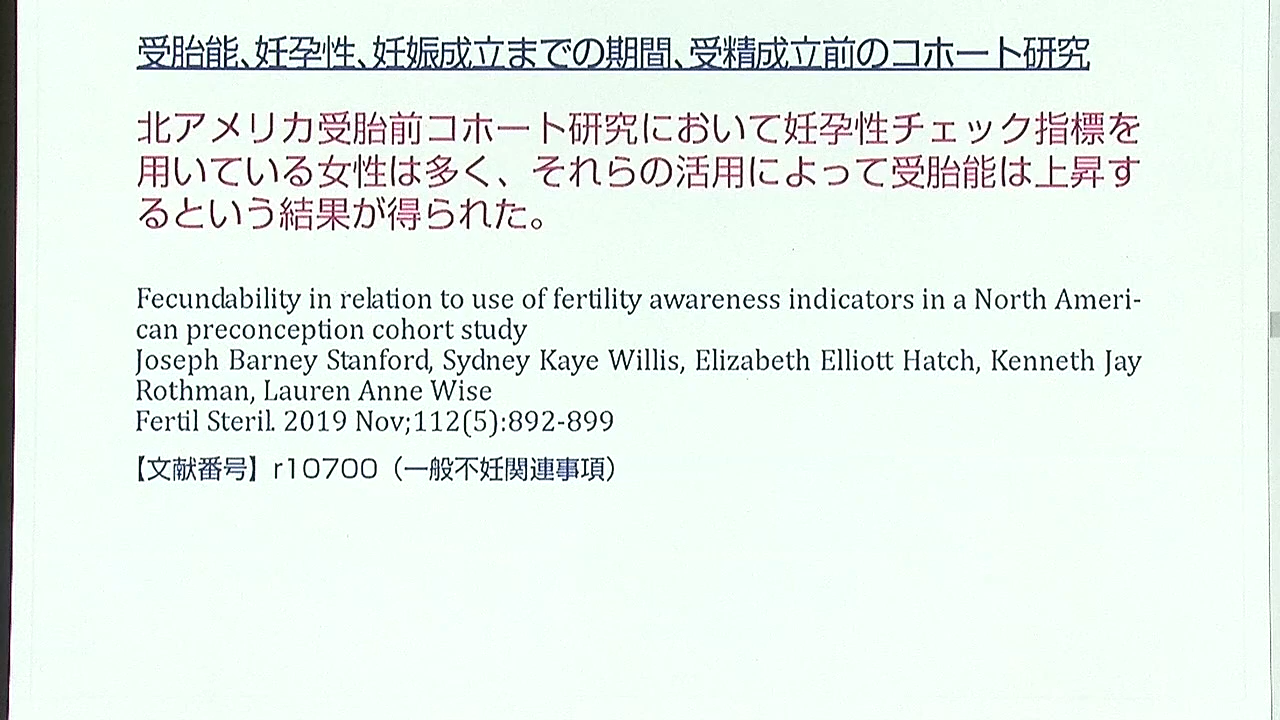 受胎能、妊孕性、妊娠成立までの期間、受精成立前のコホート研究
北アメリカ受胎前コホート研究において妊孕性チェック指標を
用いている女性は多く、それらの活用によって受胎能は上昇す
るという結果が得られた。
Fecundability in relation to use of fertility awareness indicators in a North Ameri-
can preconception cohort study
Joseph Barney Stanford, Sydney Kaye Willis, Elizabeth Elliott Hatch, Kenneth Jay
Rothman, Lauren Anne Wise
Fertil Steril. 2019 Nov;112(5):892-899
【文献番号】r10700（一般不妊関連事項）